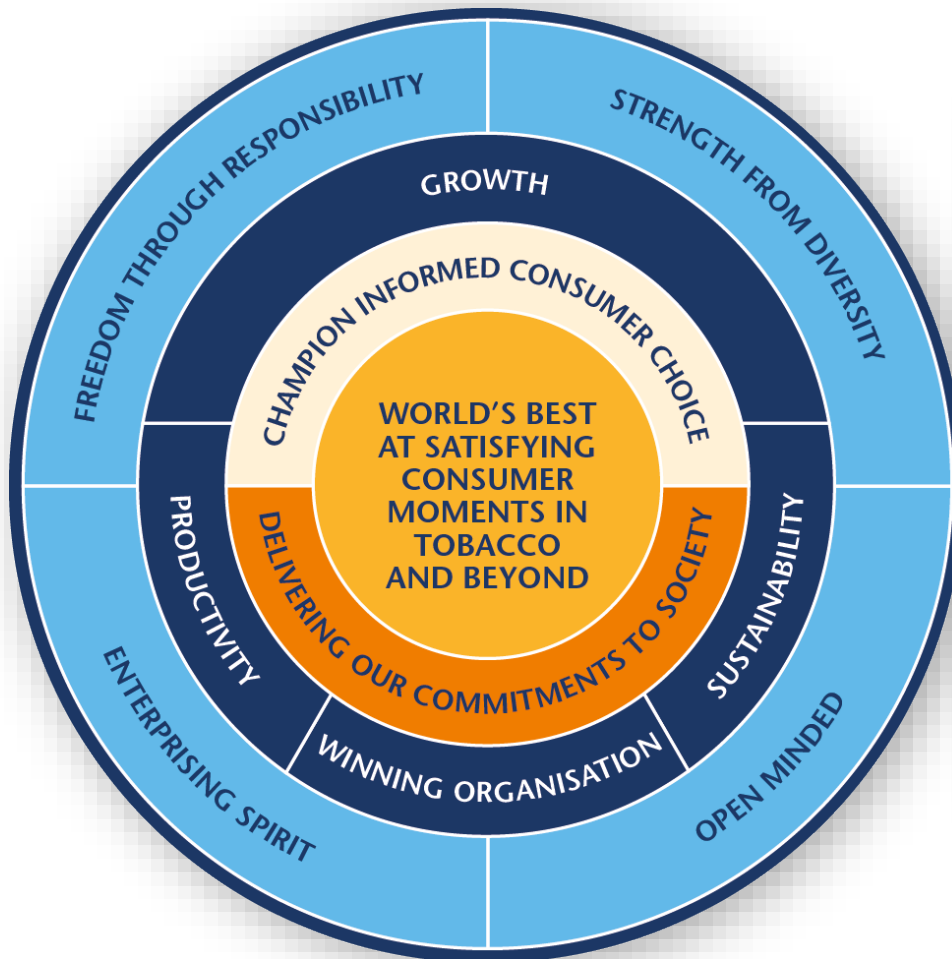 FREEDOM THROUGH RESPONSIBILITY
STRENGTH FROM DIVERSITY
GROWTH
CHAMPION INFORMED CONSUMER CHOICE
WORLD’S BEST
AT SATISFYING
CONSUMER
MOMENTS IN
TOBACCO
AND BEYOND
DELIVERING OUR COMMITMENTS TO SOCIETY
PRODUCTIVITY
SUSTAINABILITY
WINNING ORGANISATION
ENTERPRISING SPIRIT
OPEN MINDED